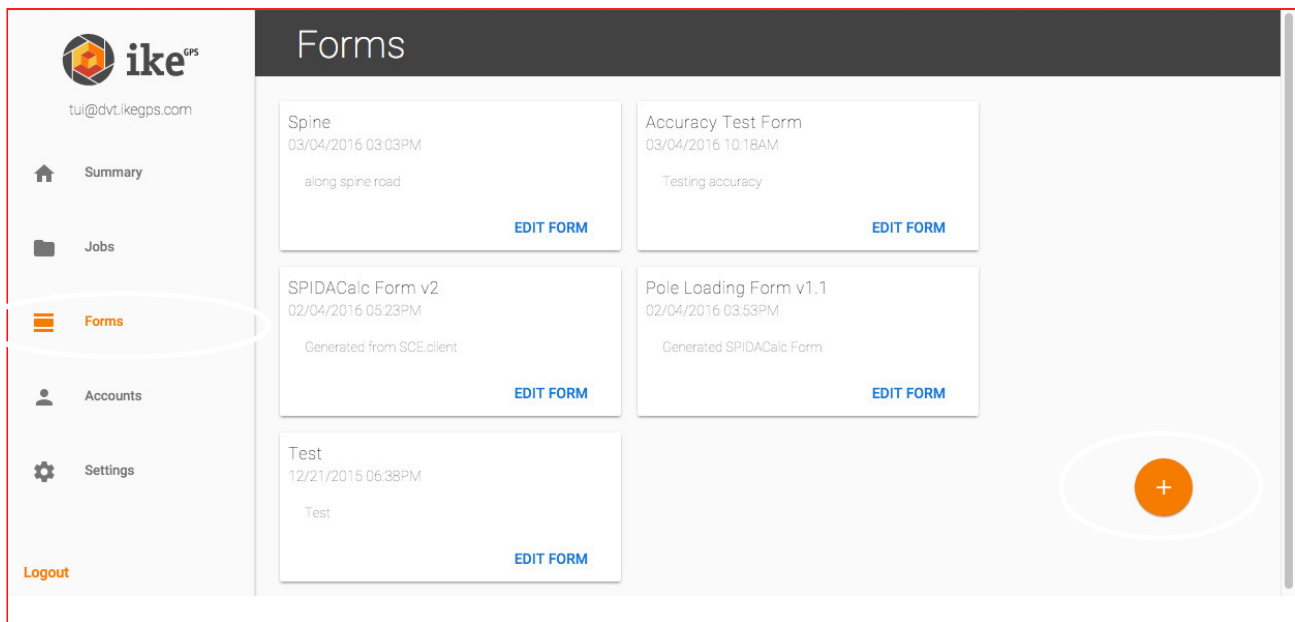 ike GPS
tui@dvt.ikegps.com
Summary
Jobs
Forms
Accounts
Settings
Logout
Forms
Spine
03/04/2016 03:03PM
along spine road
EDIT FORM
Accuracy Test Form
03/04/2016 10:18AM
Testing accuracy
EDIT FORM
SPIDACalc Form v2
02/04/2016 05:23PM
Generated from SCE.client
EDIT FORM
Pole Loading Form v1.1
02/04/2016 03:53PM
Generated SPIDACalc Form
EDIT FORM
Test
12/21/2015 06:38PM
Test
EDIT FORM
+